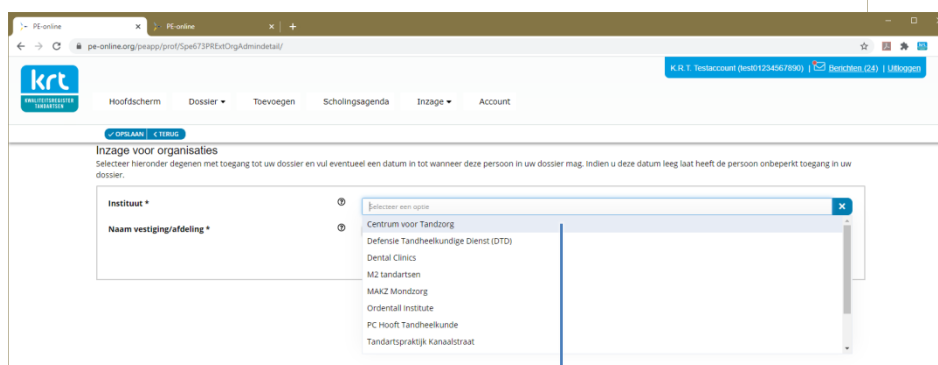 PE-online
PE-online
pe-online.org/peapp/prof/Spe673PRExtOrgAdmindetail/
K.R.T. Testaccount (test01234567890) | Berichten (24) | Uitloggen
krt
KWALITEITSREGISTER
TANDARTSEN
Hoofdscherm Dossier Toevoegen Scholingsagenda Inzage Account
OPSLAAN < TERUG
Inzage voor organisaties
Selecteer hieronder degenen met toegang tot uw dossier en vul eventueel een datum in tot wanneer deze persoon in uw dossier mag. Indien u deze datum leeg laat heeft de persoon onbeperkt toegang in uw
dossier.
Instituut *
Selecteer een optie
Naam vestiging/afdeling *
Centrum voor Tandzorg
Defensie Tandheelkundige Dienst (DTD)
Dental Clinics
M2 tandartsen
MAKZ Mondzorg
Ordentall Institute
PC Hooft Tandheelkunde
Tandartspraktijk Kanaalstraat